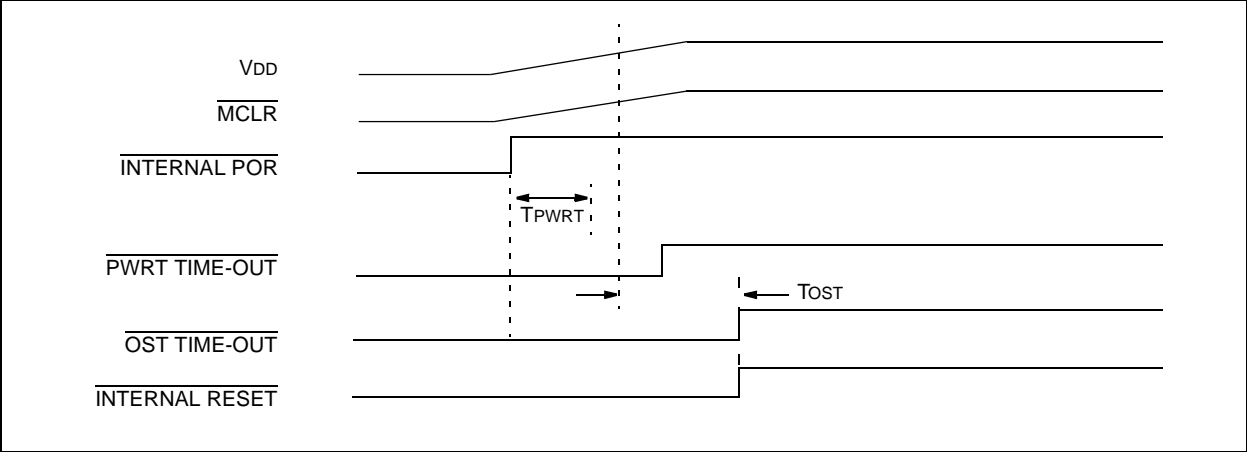 VDD
MCLR
INTERNAL POR
TPWRT
PWRT TIME-OUT
TOST
OST TIME-OUT
INTERNAL RESET